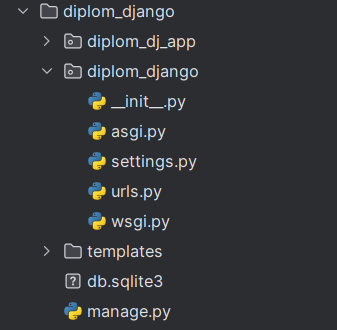 diplom_django
diplom_dj_app
diplom_django
__init__.py
asgi.py
settings.py
urls.py
wsgi.py
templates
db.sqlite3
manage.py